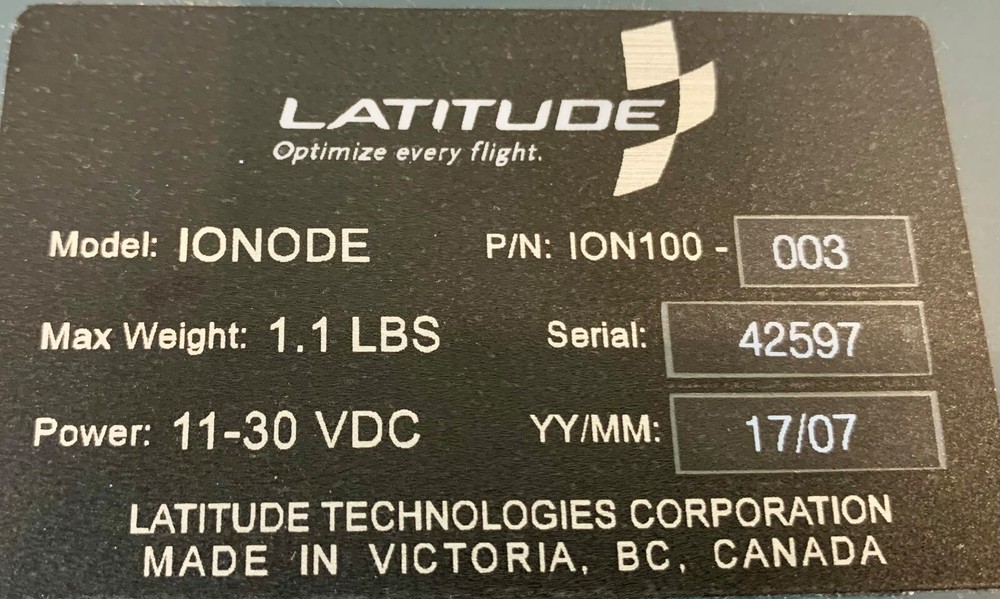 LATITUDE
Optimize every flight.
Model: IONODE P/N: ION100 - 003
Max Weight: 1.1 LBS Serial: 42597
Power: 11-30 VDC YY/MM: 17/07
LATITUDE TECHNOLOGIES CORPORATION
MADE IN VICTORIA, BC, CANADA